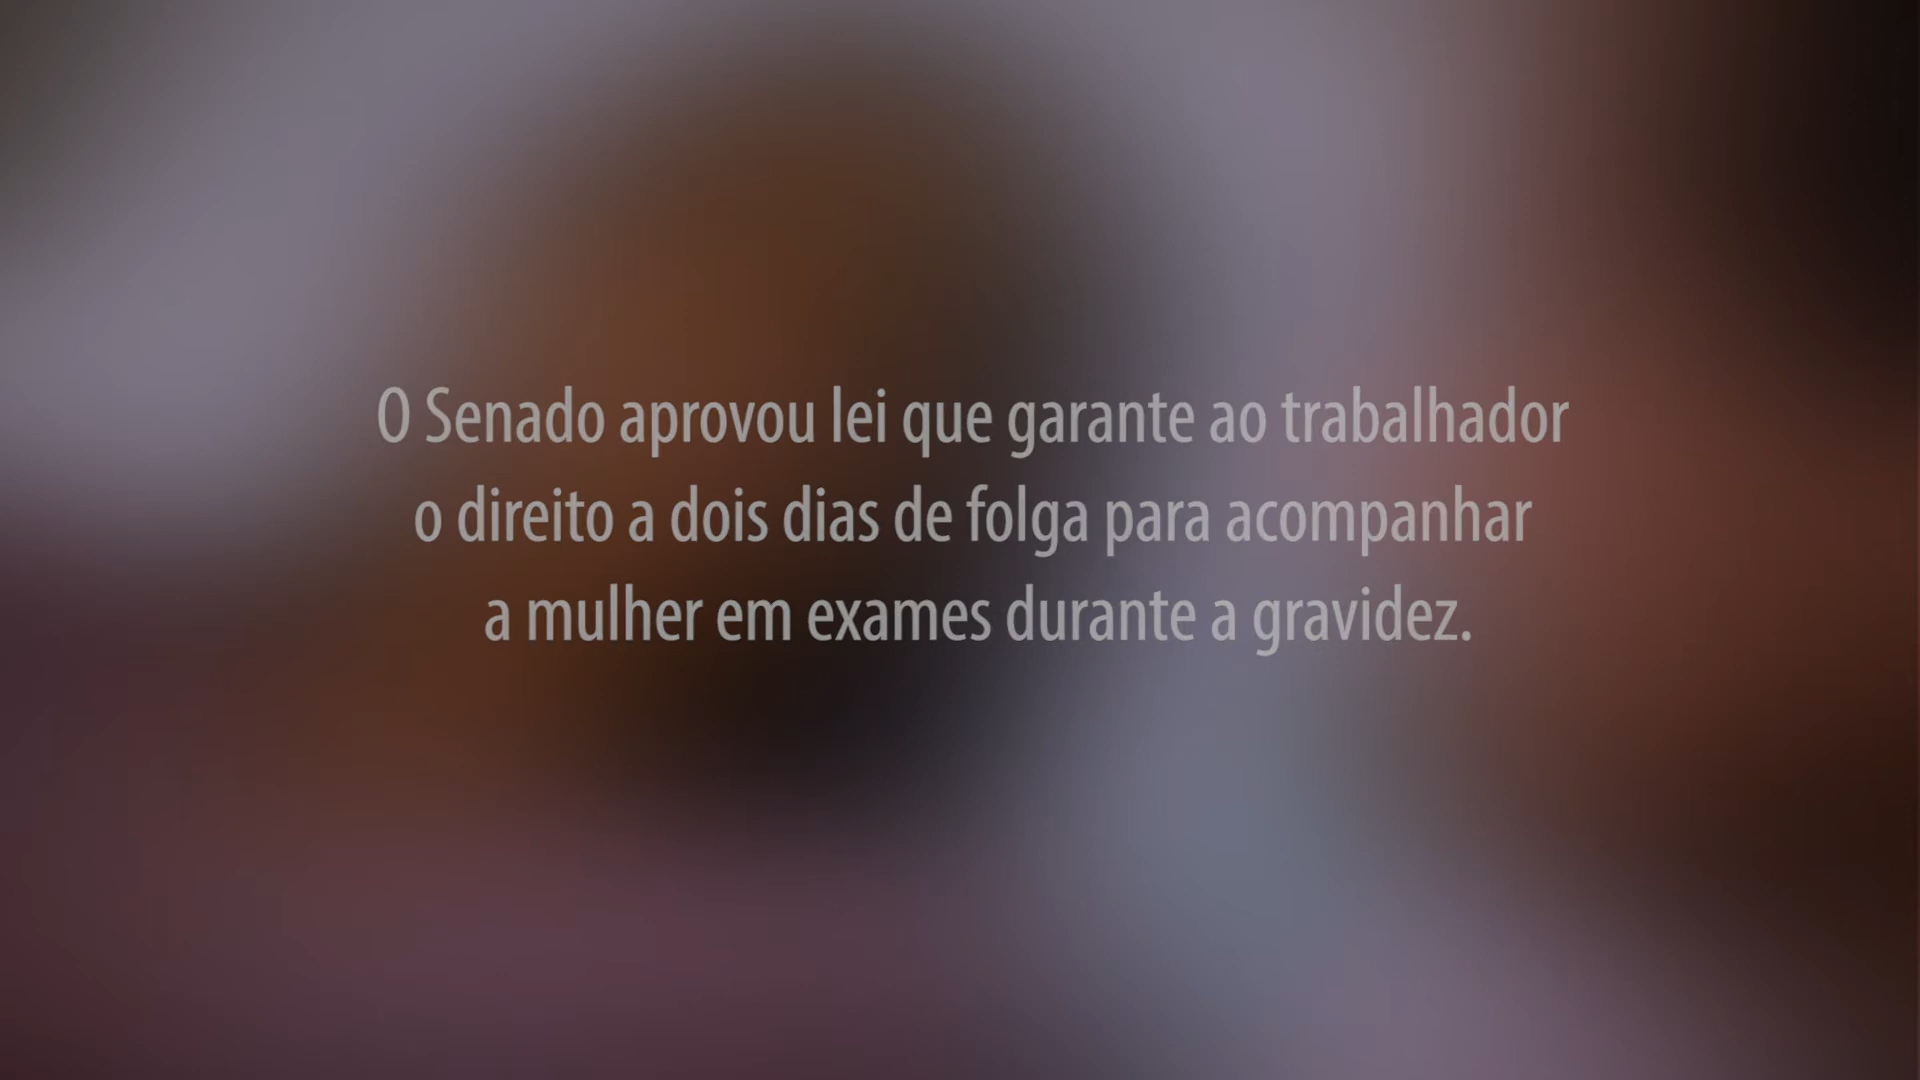 O Senado aprovou lei que garante ao trabalhador
o direito a dois dias de folga para acompanhar
a mulher em exames durante a gravidez.